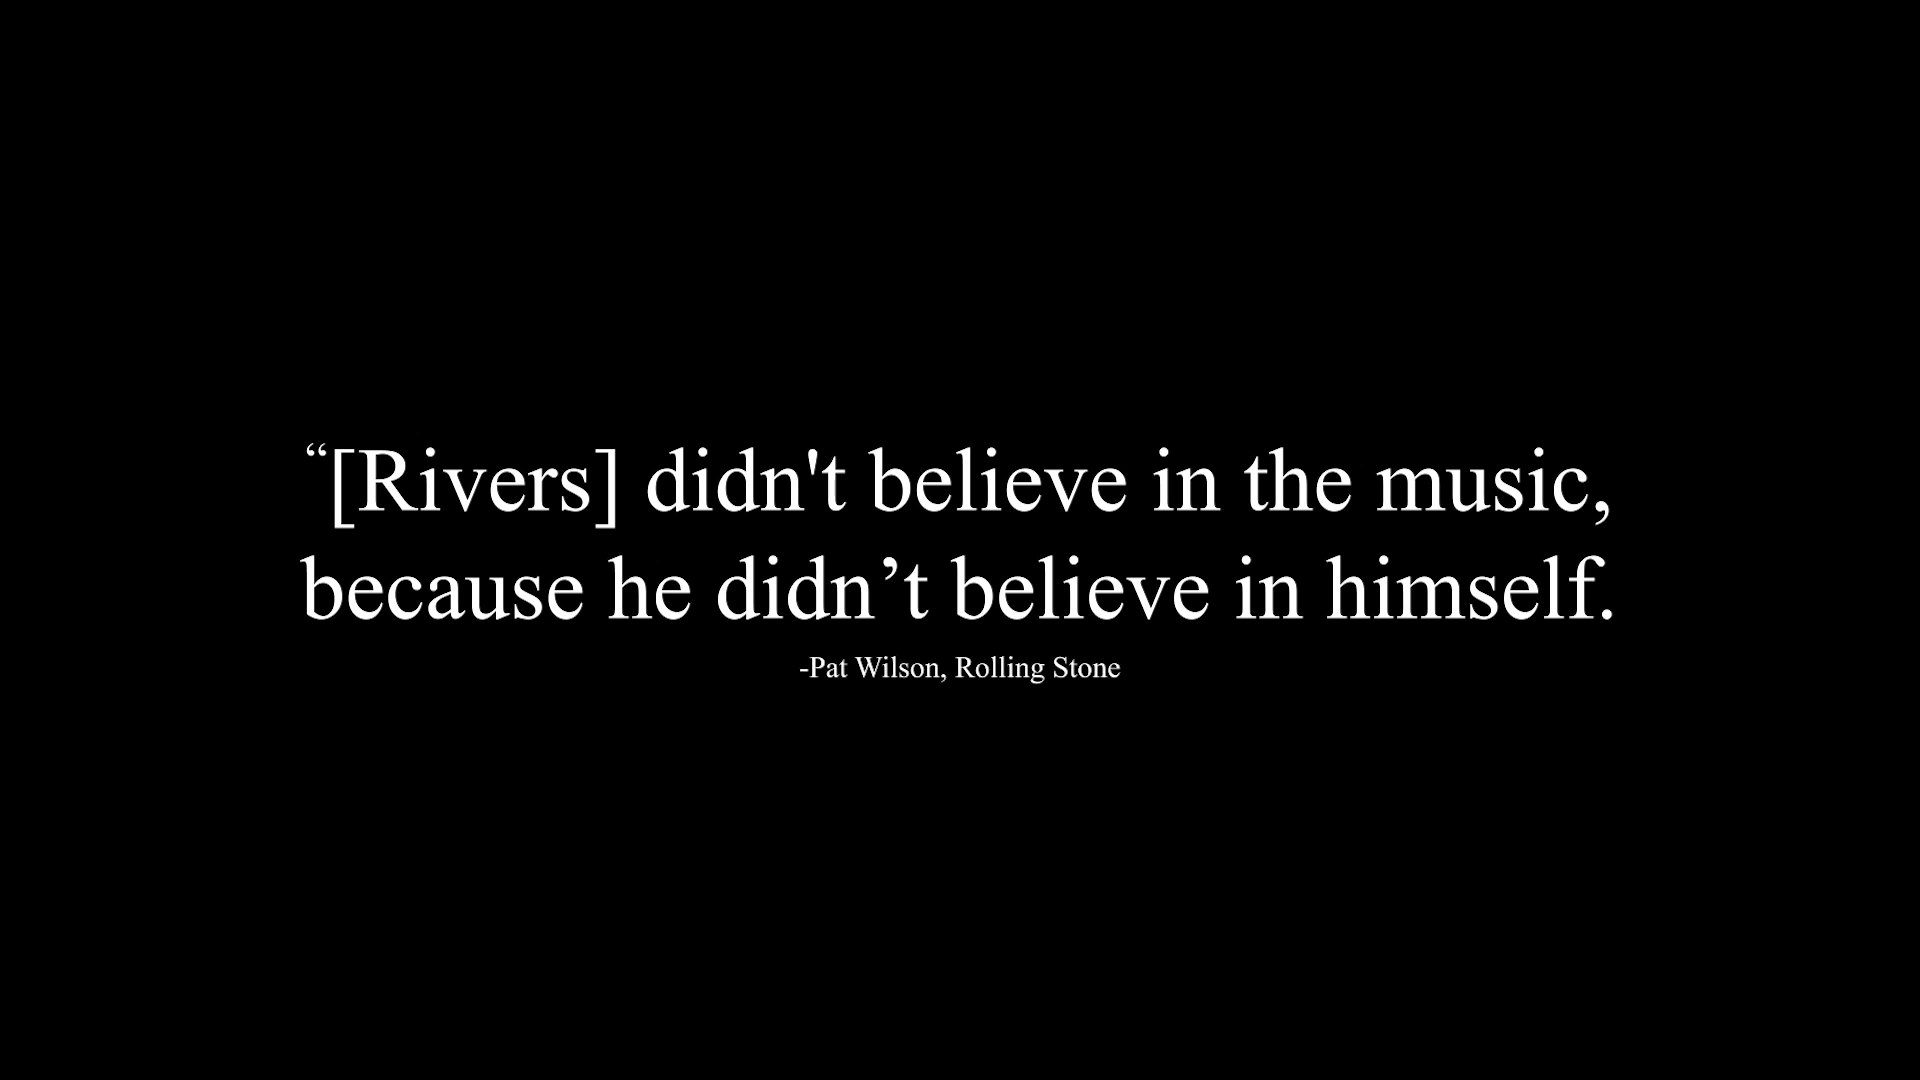 “[Rivers] didn't believe in the music,
because he didn’t believe in himself.
-Pat Wilson, Rolling Stone